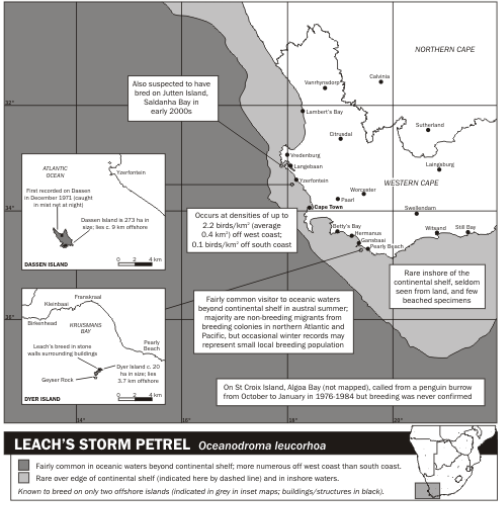 NORTHERN CAPE
Also suspected to have
bred on Jutten Island,
Saldanha Bay in
early 2000s
Vanrhynsdorp
Calvinia
32°
Lambert's Bay
Citrusdal
Sutherland
ATLANTIC
OCEAN
Yzerfontein
First recorded on Dassen
in December 1971 (caught
in mist net at night)
Dassen Island is 273 ha in
size; lies c. 9 km offshore
DASSEN ISLAND
0 2 4 km
Vredenburg
Langebaan
Yzerfontein
Laingsburg
Worcester
WESTERN CAPE
Paarl
34°
Cape Town
Swellendam
Occurs at densities of up to
2.2 birds/km² (average
0.4 km²) off west coast;
0.1 birds/km² off south coast
Betty's Bay
Hermanus
Gansbaai
Pearly Beach
Witsand
Still Bay
Rare inshore of the
continental shelf, seldom
seen from land, and few
beached specimens
Franskraal
Kleinbaai
Birkenhead
KRUISMANS
BAY
Pearly
Beach
Leach's breed in stone
walls surrounding buildings
Dyer Island c. 20
ha in size; lies
3.7 km offshore
Geyser Rock
DYER ISLAND
0 2 4 km
Fairly common visitor to oceanic waters
beyond continental shelf in austral summer;
majority are non-breeding migrants from
breeding colonies in northern Atlantic and
Pacific, but occasional winter records may
represent small local breeding population
36°
On St Croix Island, Algoa Bay (not mapped), called from a penguin burrow
from October to January in 1976-1984 but breeding was never confirmed
LEACH'S STORM PETREL Oceanodroma leucorhoa
Fairly common in oceanic waters beyond continental shelf; more numerous off west coast than south coast.
Rare over edge of continental shelf (indicated here by dashed line) and in inshore waters.
Known to breed on only two offshore islands (indicated in grey in inset maps; buildings/structures in black).